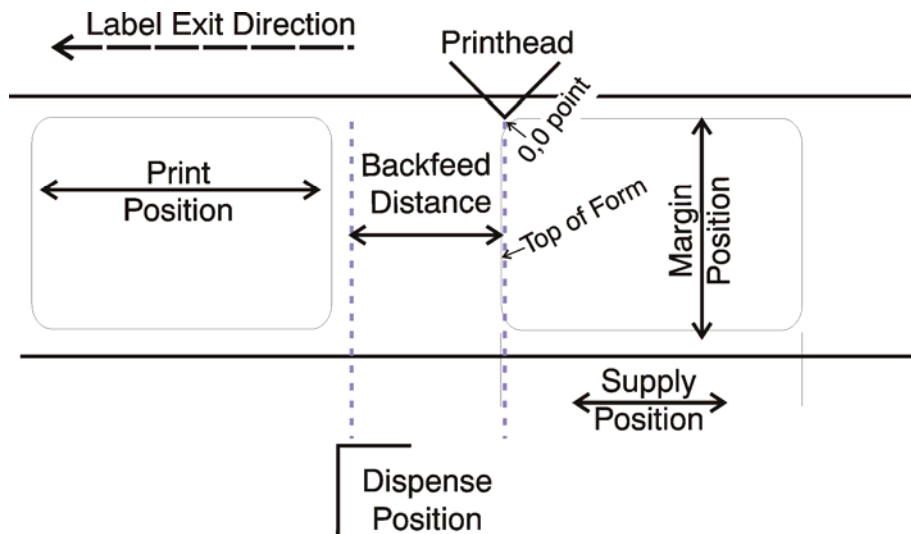 Label Exit Direction
Printhead
0,0 point
Print
Position
Backfeed
Distance
Top of Form
Margin
Position
Supply
Position
Dispense
Position